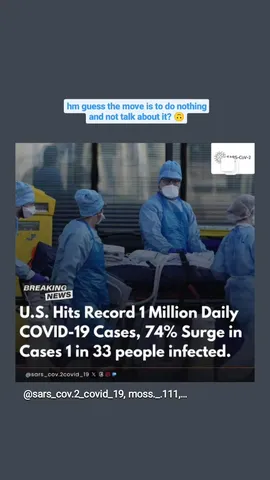 hm guess the move is to do nothing
and not talk about it? 🙃
BREAKING
NEWS
U.S. Hits Record 1 Million Daily
COVID-19 Cases, 74% Surge in
Cases 1 in 33 people infected.
@sars_cov.2covid_19
@sars_cov.2_covid_19, moss._.111,...